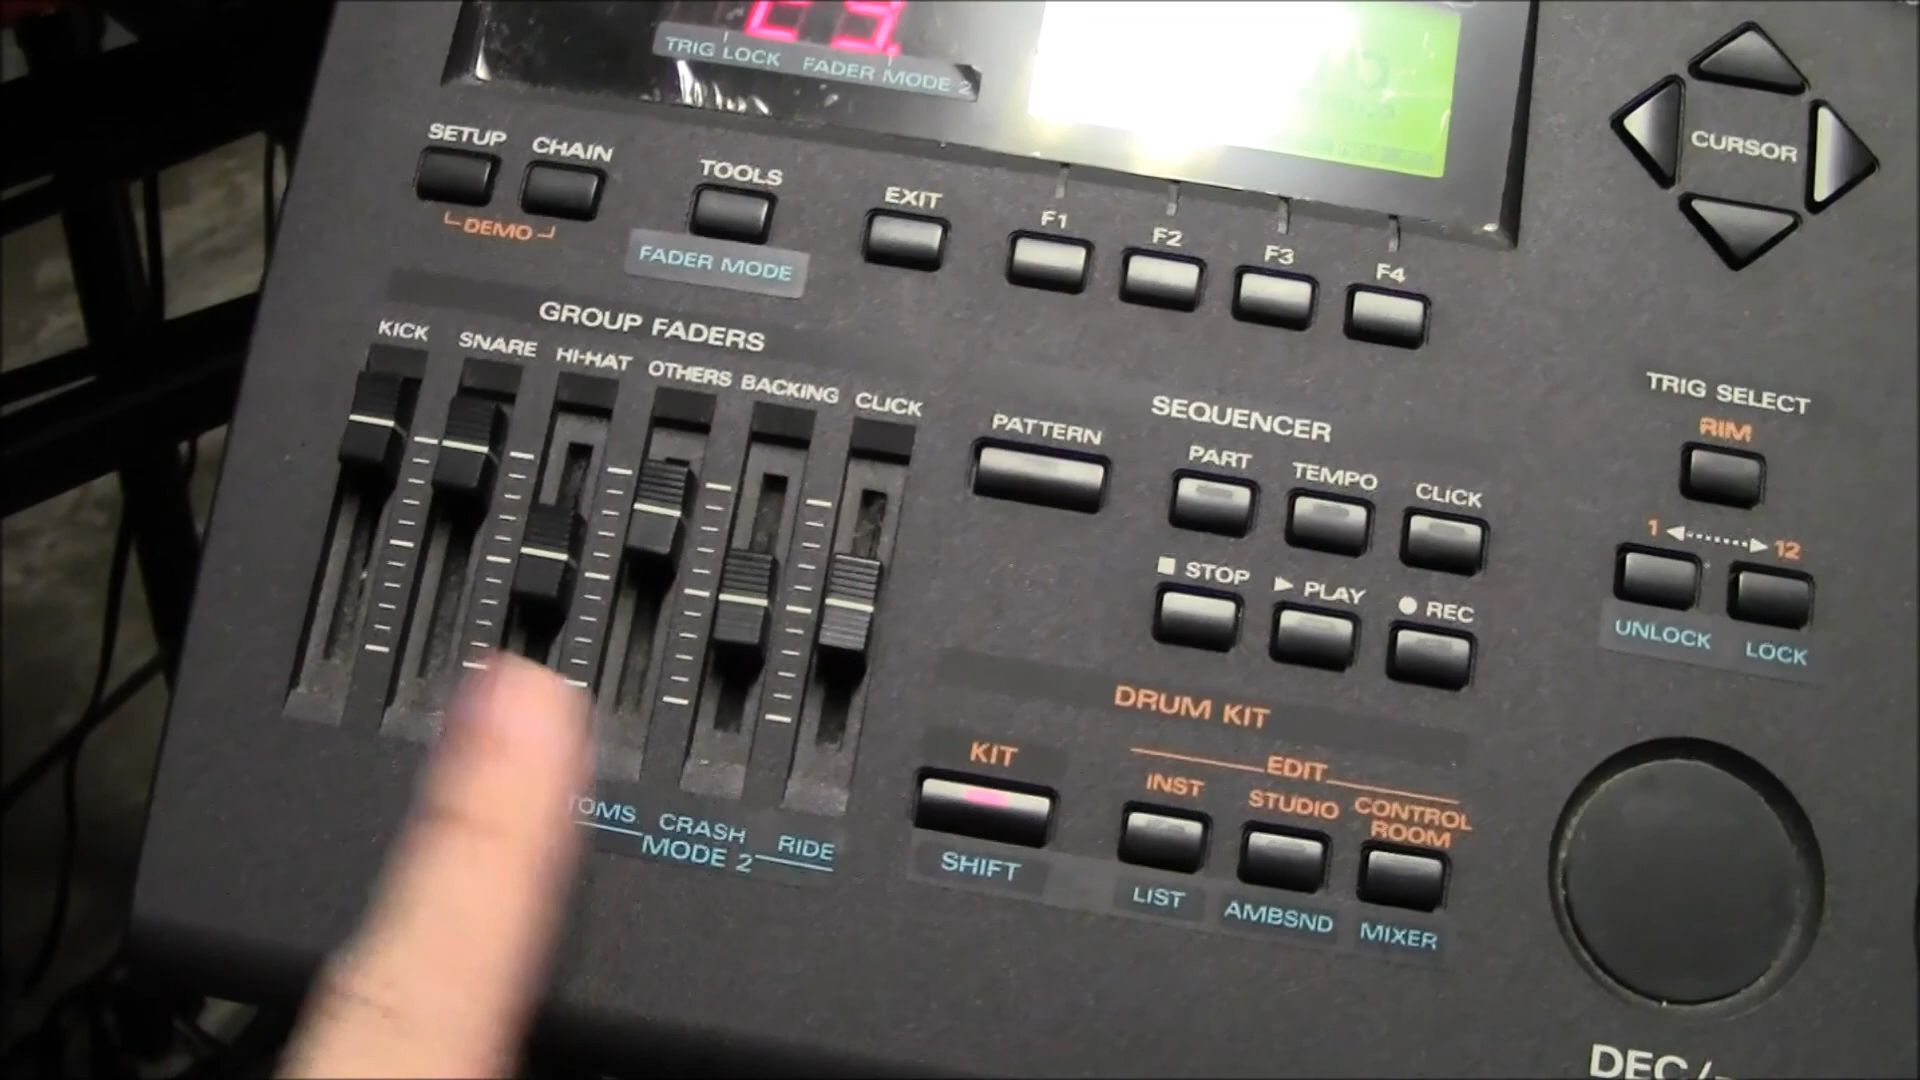 TRIG LOCK FADER MODE 2
SETUP CHAIN TOOLS EXIT F1 F2 F3 F4
DEMO
FADER MODE
CURSOR
GROUP FADERS
KICK SNARE HI-HAT OTHERS BACKING CLICK
TOMS CRASH RIDE
MODE 2
PATTERN
SEQUENCER
PART TEMPO CLICK
■ STOP ▶ PLAY ● REC
TRIG SELECT
RIM
1 ◀┈┈▶ 12
UNLOCK LOCK
DRUM KIT
KIT
EDIT
INST STUDIO CONTROL
ROOM
SHIFT LIST AMBSND MIXER
DEC/-